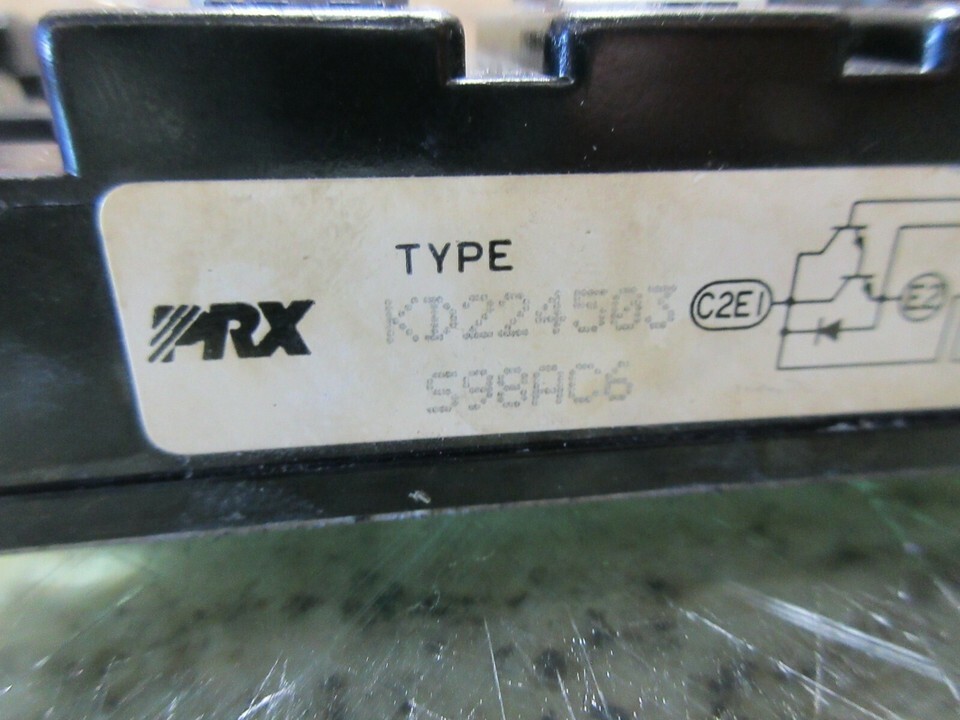 TYPE
PRX
KD224503
S98AC6
C2E1
E2